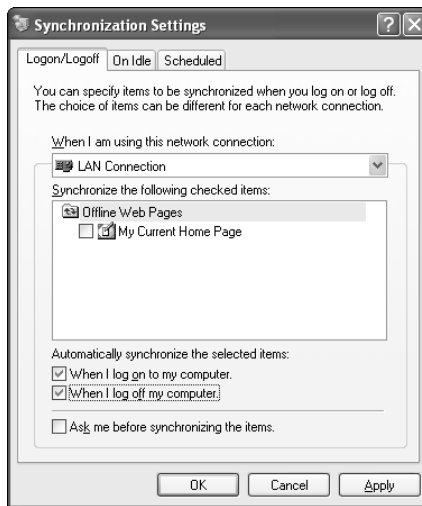 Synchronization Settings
Logon/Logoff On Idle Scheduled
You can specify items to be synchronized when you log on or log off.
The choice of items can be different for each network connection.
When I am using this network connection:
LAN Connection
Synchronize the following checked items:
Offline Web Pages
My Current Home Page
Automatically synchronize the selected items:
When I log on to my computer.
When I log off my computer.
Ask me before synchronizing the items.
OK Cancel Apply